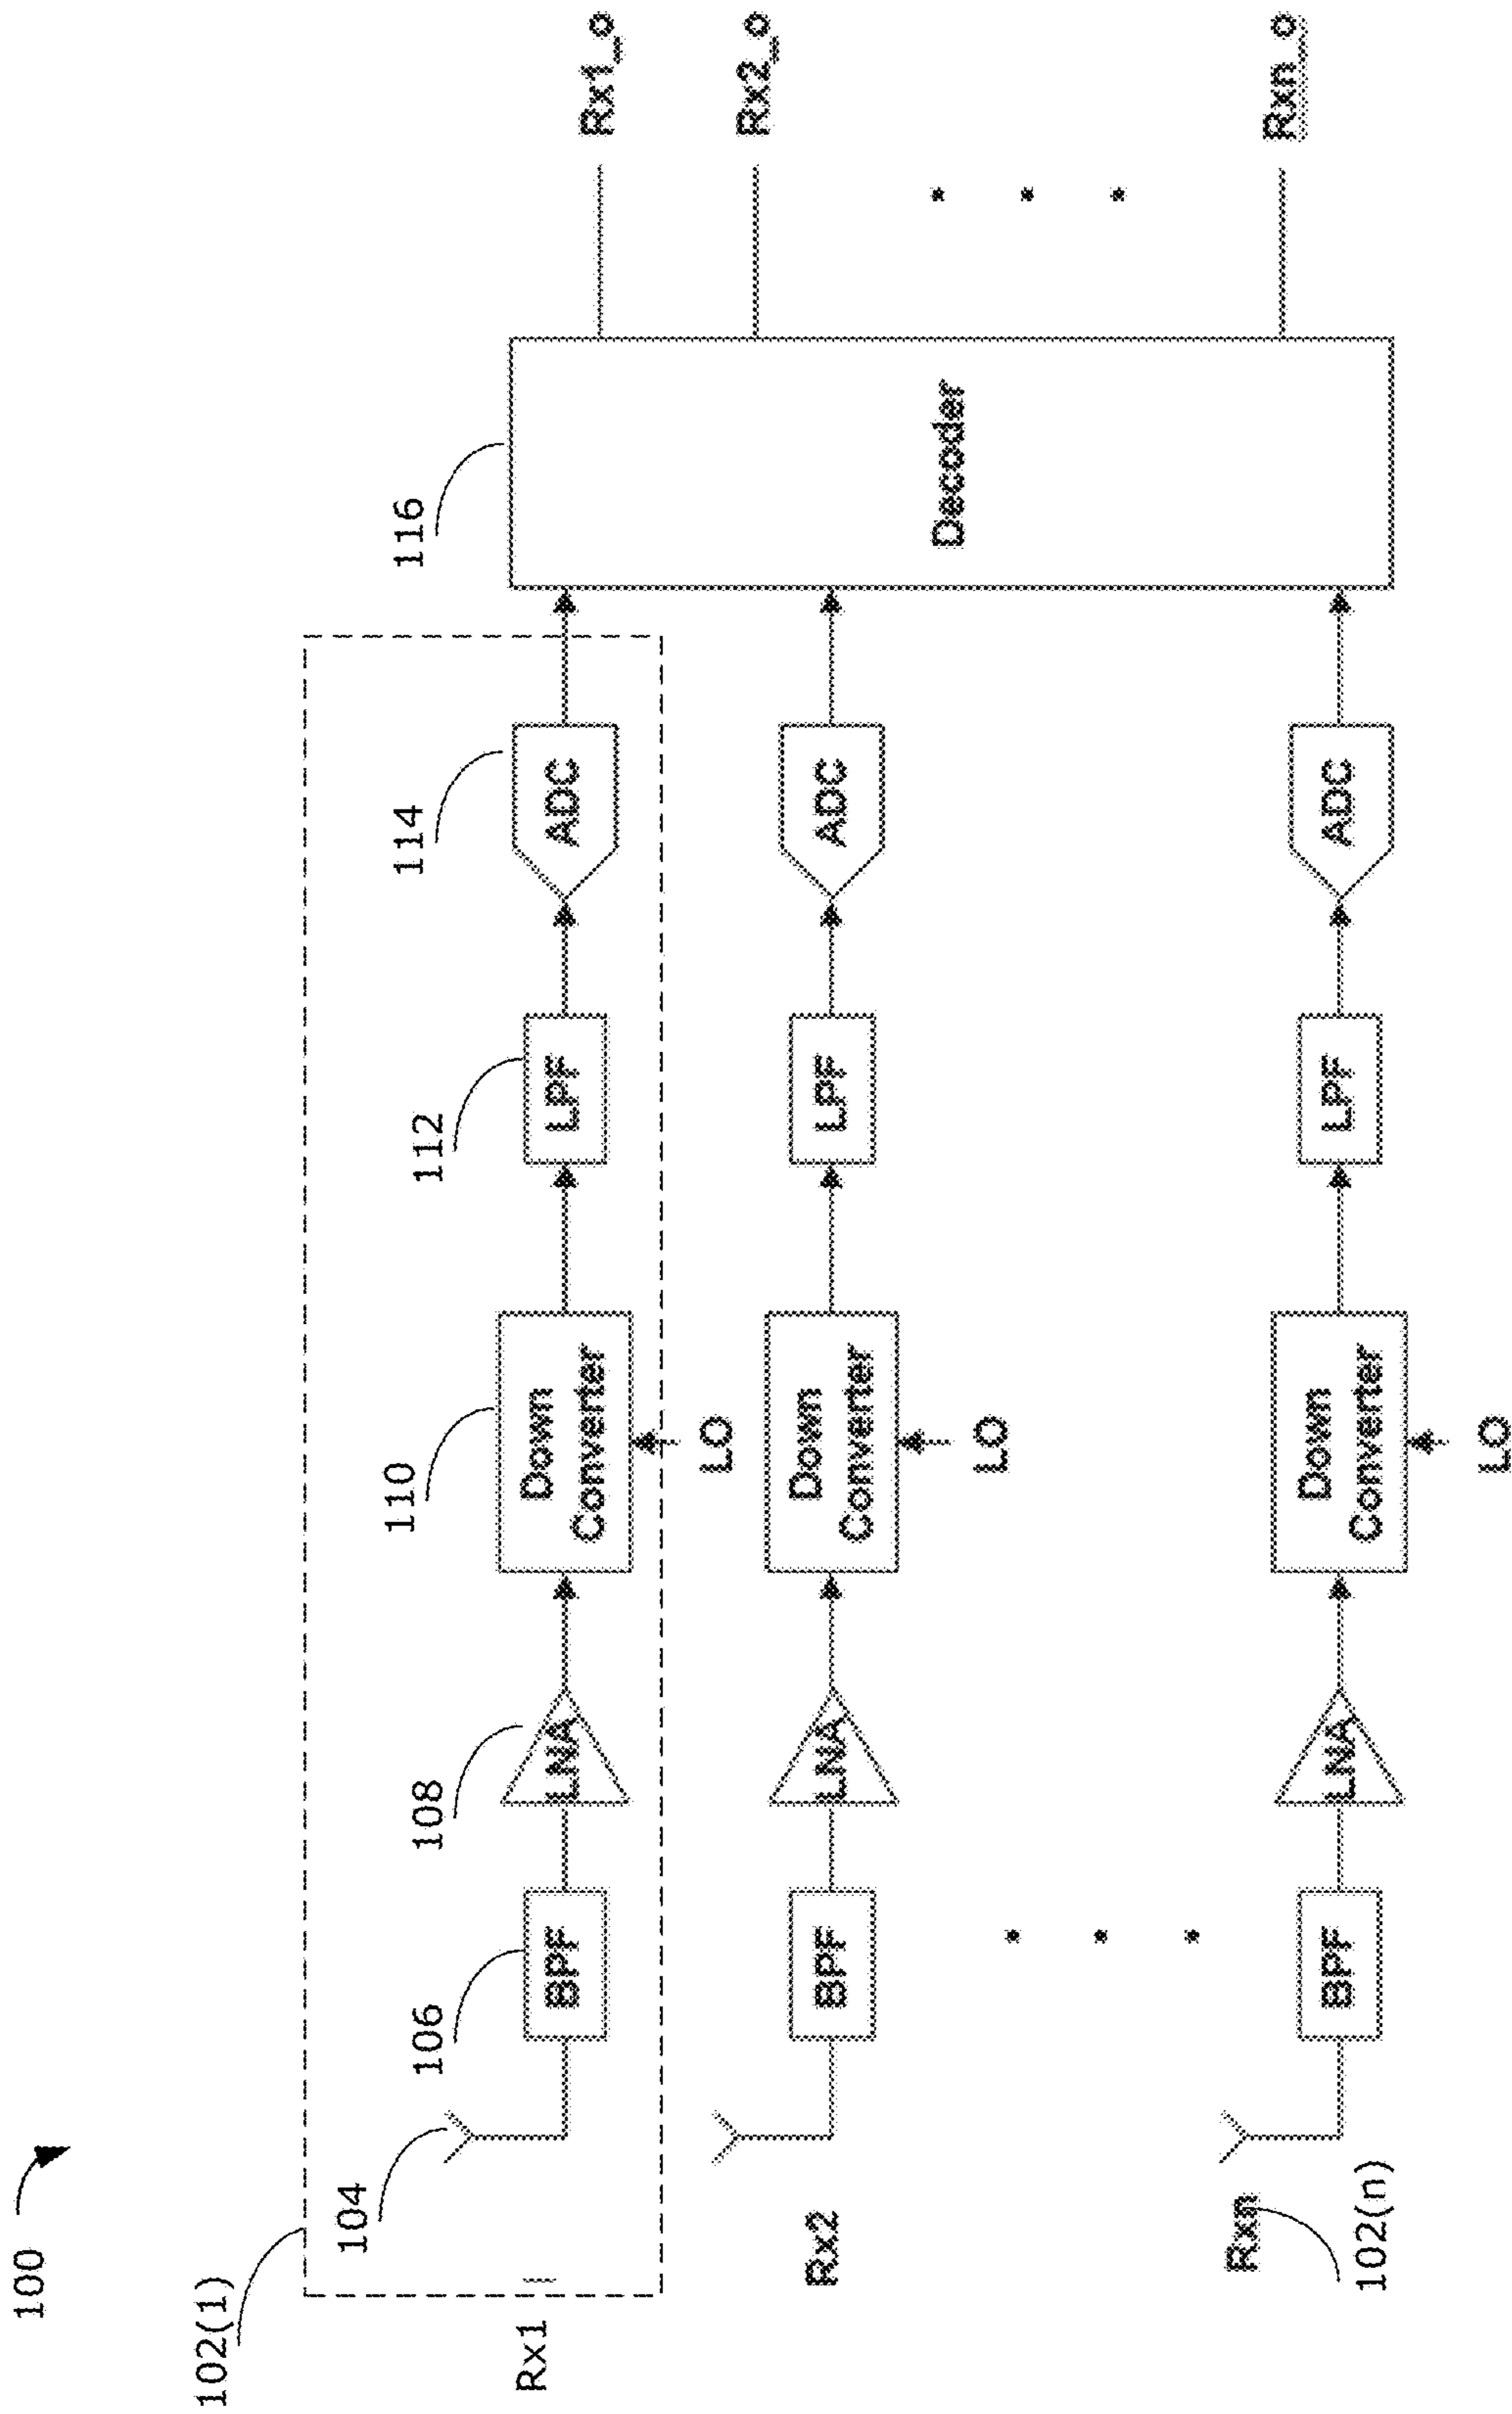 100
102(1)
104
106
108
110
112
114
116
Rx1
BPF
LNA
Down
Converter
LPF
ADC
LO
Rx1_o
Rx2
BPF
LNA
Down
Converter
LPF
ADC
LO
Decoder
Rx2_o
Rxn
102(n)
BPF
LNA
Down
Converter
LPF
ADC
LO
Rxn_o